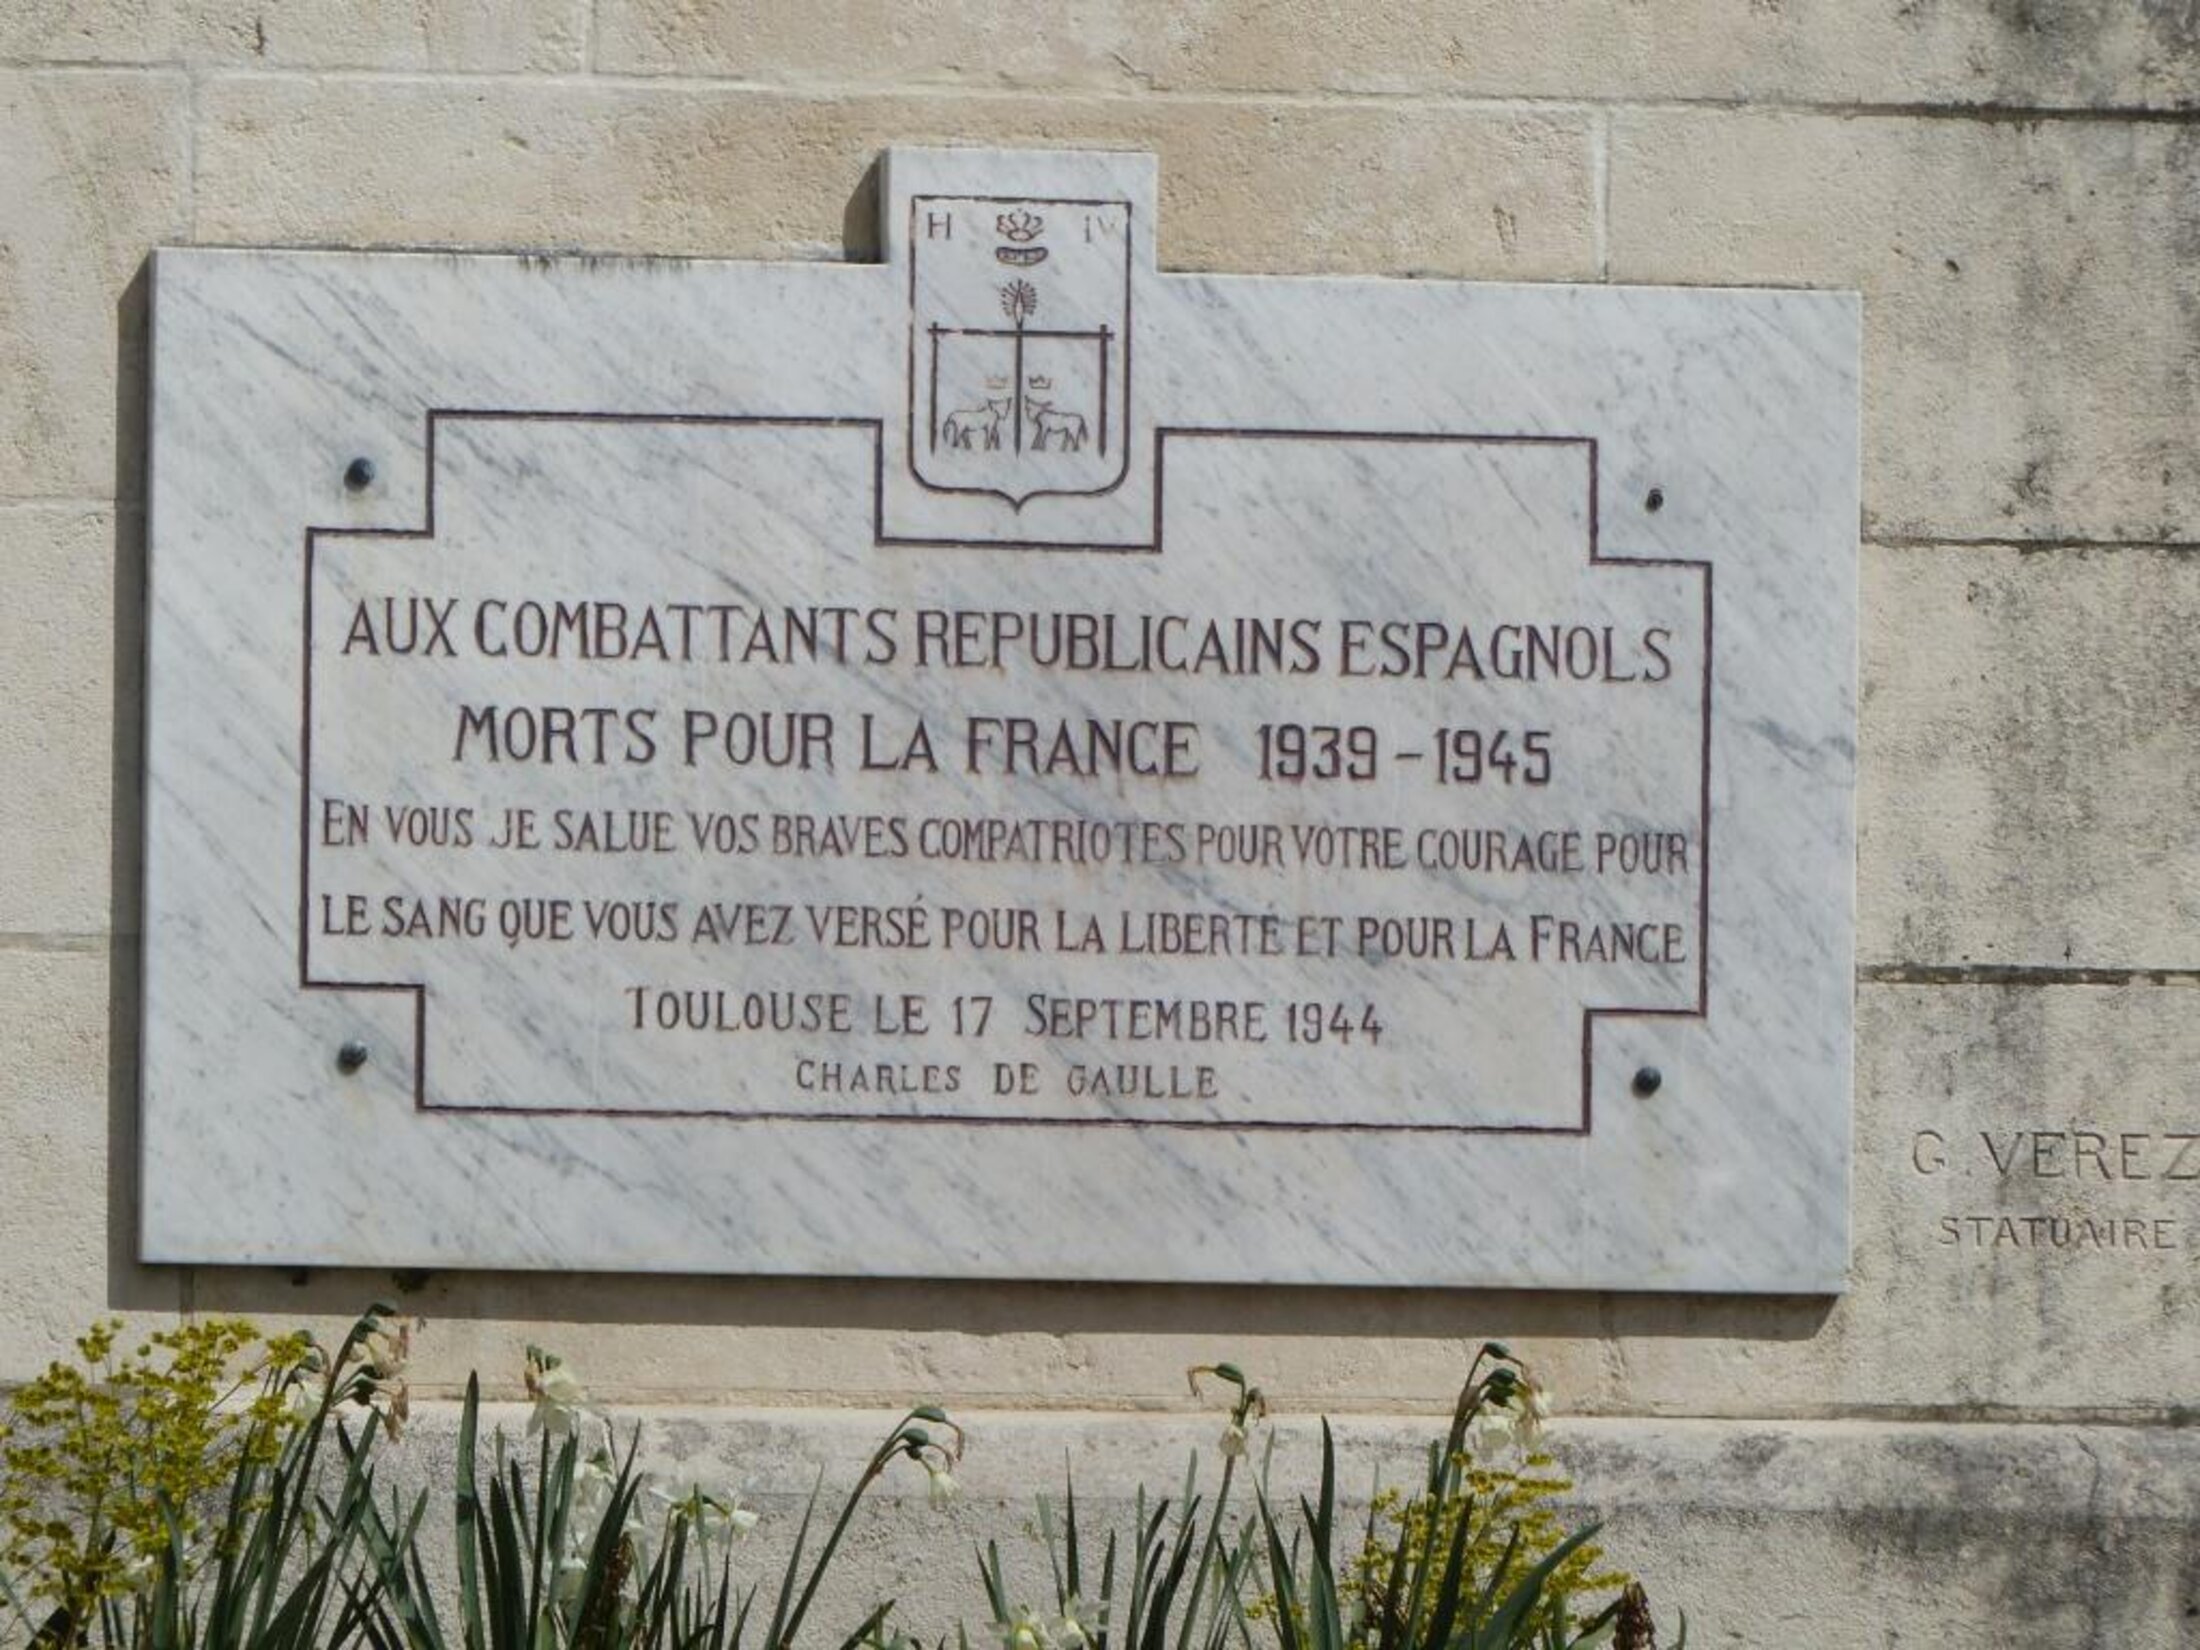 H IV
AUX COMBATTANTS REPUBLICAINS ESPAGNOLS
MORTS POUR LA FRANCE 1939-1945
EN VOUS JE SALUE VOS BRAVES COMPATRIOTES POUR VOTRE COURAGE POUR
LE SANG QUE VOUS AVEZ VERSÉ POUR LA LIBERTÉ ET POUR LA FRANCE
TOULOUSE LE 17 SEPTEMBRE 1944
CHARLES DE GAULLE
G. VEREZ
STATUAIRE